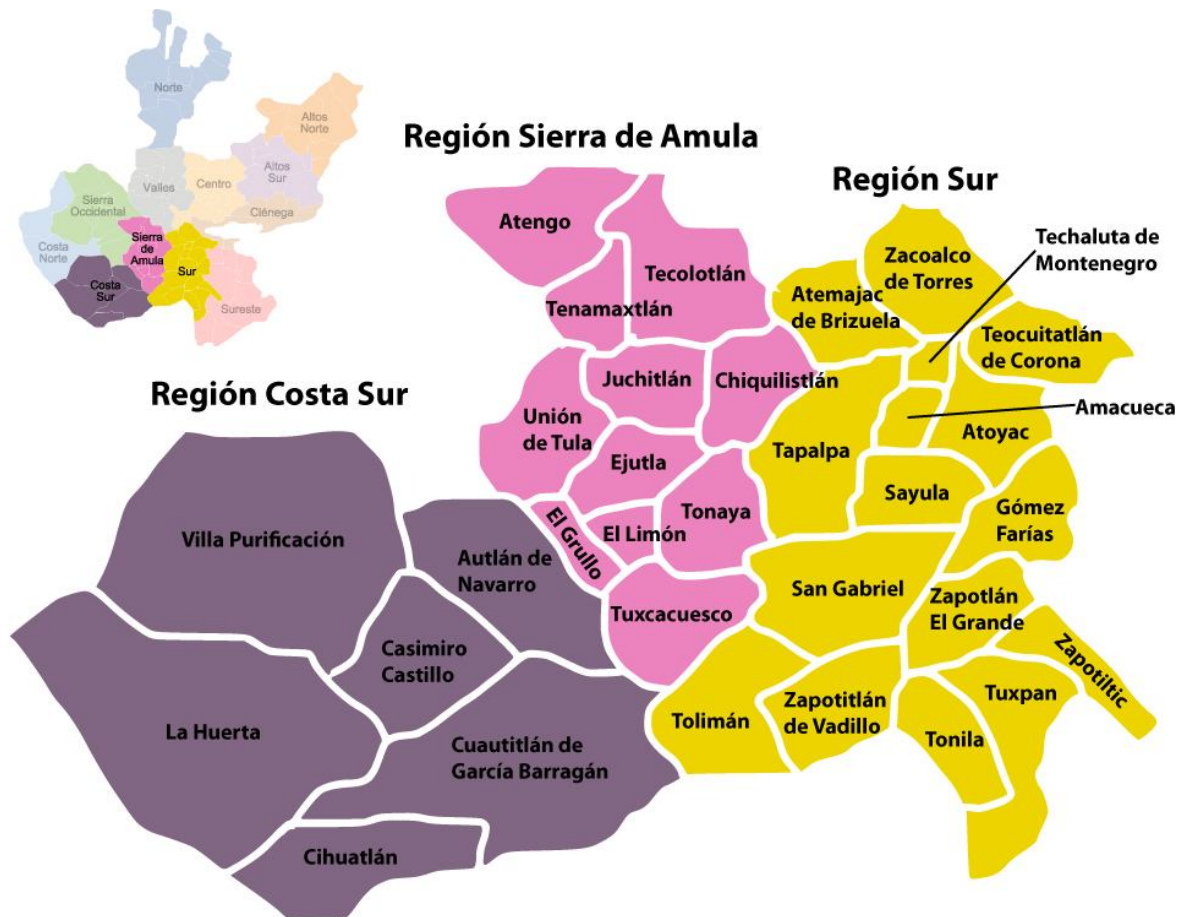 Norte
Altos
Norte
Altos
Sur
Valles
Centro
Ciénega
Sierra
Occidental
Costa
Norte
Sierra
de
Amula
Sur
Costa
Sur
Sureste
Región Sierra de Amula
Atengo
Tecolotlán
Tenamaxtlán
Juchitlán
Chiquilistlán
Unión
de Tula
Ejutla
Tonaya
El Limón
El Grullo
Tuxcacuesco
Región Sur
Zacoalco
de Torres
Techaluta de
Montenegro
Atemajac
de Brizuela
Teocuitatlán
de Corona
Amacueca
Atoyac
Tapalpa
Sayula
Gómez
Farías
San Gabriel
Zapotlán
El Grande
Zapotiltic
Tuxpan
Tolimán
Zapotitlán
de Vadillo
Tonila
Región Costa Sur
Villa Purificación
Autlán de
Navarro
Casimiro
Castillo
La Huerta
Cuautitlán de
García Barragán
Cihuatlán